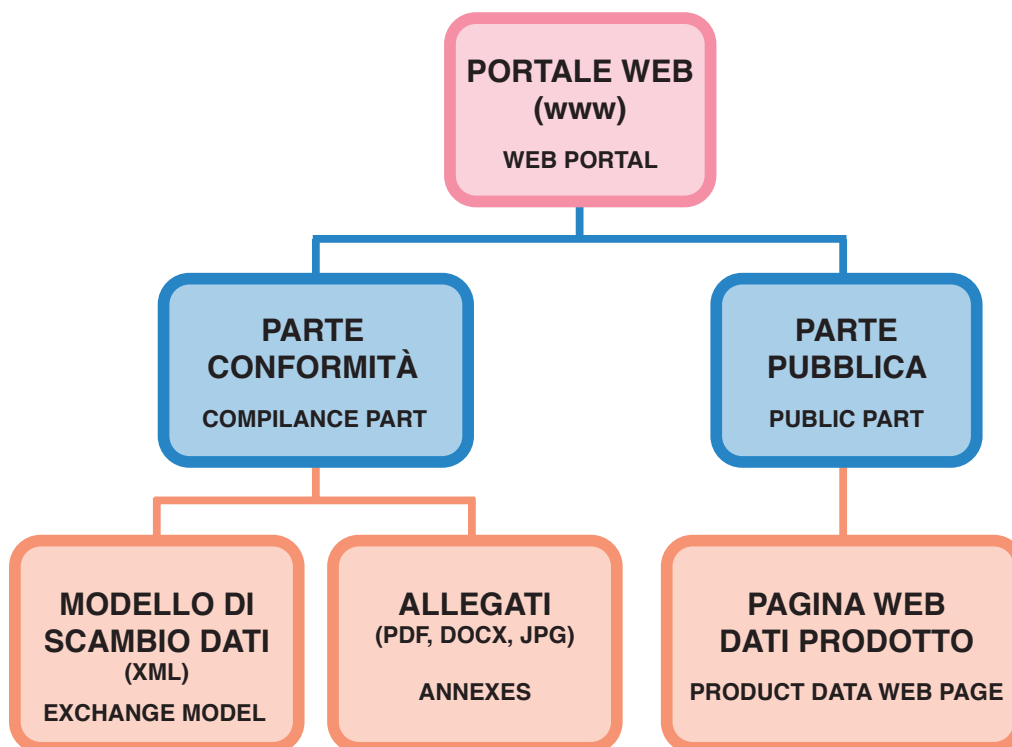 PORTALE WEB
(www)
WEB PORTAL
PARTE
CONFORMITÀ
COMPILANCE PART
PARTE
PUBBLICA
PUBLIC PART
MODELLO DI
SCAMBIO DATI
(XML)
EXCHANGE MODEL
ALLEGATI
(PDF, DOCX, JPG)
ANNEXES
PAGINA WEB
DATI PRODOTTO
PRODUCT DATA WEB PAGE